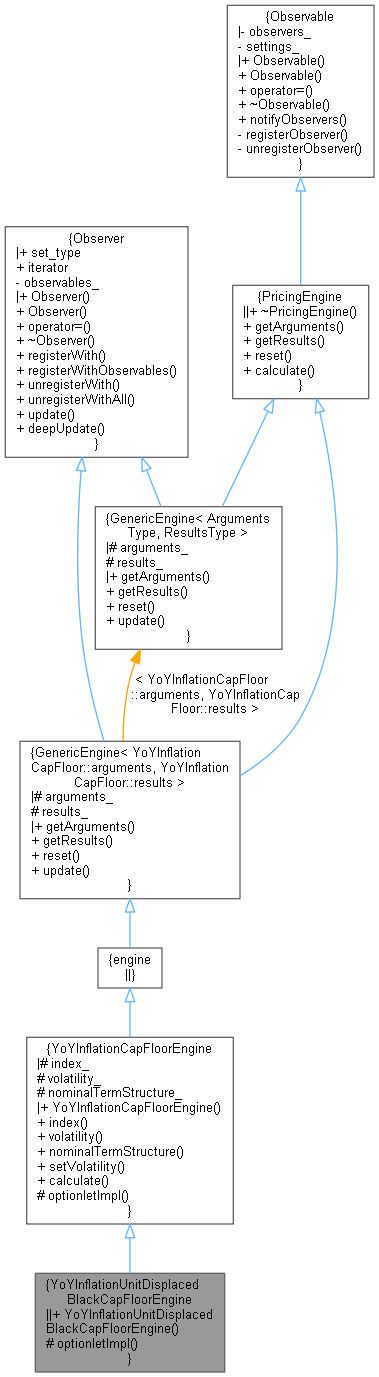 {Observable
|- observers_
- settings_
|+ Observable()
+ Observable()
+ operator=()
+ ~Observable()
+ notifyObservers()
- registerObserver()
- unregisterObserver()
}
{Observer
|+ set_type
+ iterator
- observables_
|+ Observer()
+ Observer()
+ operator=()
+ ~Observer()
+ registerWith()
+ registerWithObservables()
+ unregisterWith()
+ unregisterWithAll()
+ update()
+ deepUpdate()
}
{PricingEngine
||+ ~PricingEngine()
+ getArguments()
+ getResults()
+ reset()
+ calculate()
}
{GenericEngine< Arguments
Type, ResultsType >
|# arguments_
# results_
|+ getArguments()
+ getResults()
+ reset()
+ update()
}
< YoYInflationCapFloor
::arguments, YoYInflationCap
Floor::results >
{GenericEngine< YoYInflation
CapFloor::arguments, YoYInflation
CapFloor::results >
|# arguments_
# results_
|+ getArguments()
+ getResults()
+ reset()
+ update()
}
{engine
||}
{YoYInflationCapFloorEngine
|# index_
# volatility_
# nominalTermStructure_
|+ YoYInflationCapFloorEngine()
+ index()
+ volatility()
+ nominalTermStructure()
+ setVolatility()
+ calculate()
# optionletImpl()
}
{YoYInflationUnitDisplaced
BlackCapFloorEngine
||+ YoYInflationUnitDisplaced
BlackCapFloorEngine()
# optionletImpl()
}